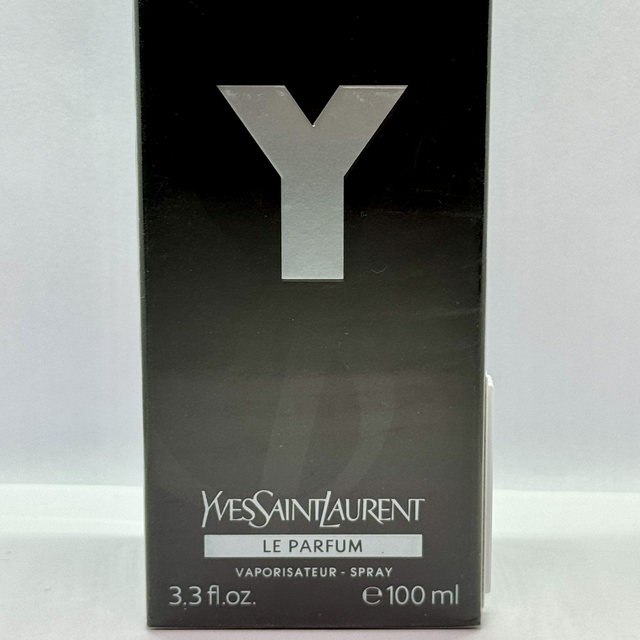 Y
YVESSAINTLAURENT
LE PARFUM
VAPORISATEUR - SPRAY
3,3 fl.oz. ℮100 ml